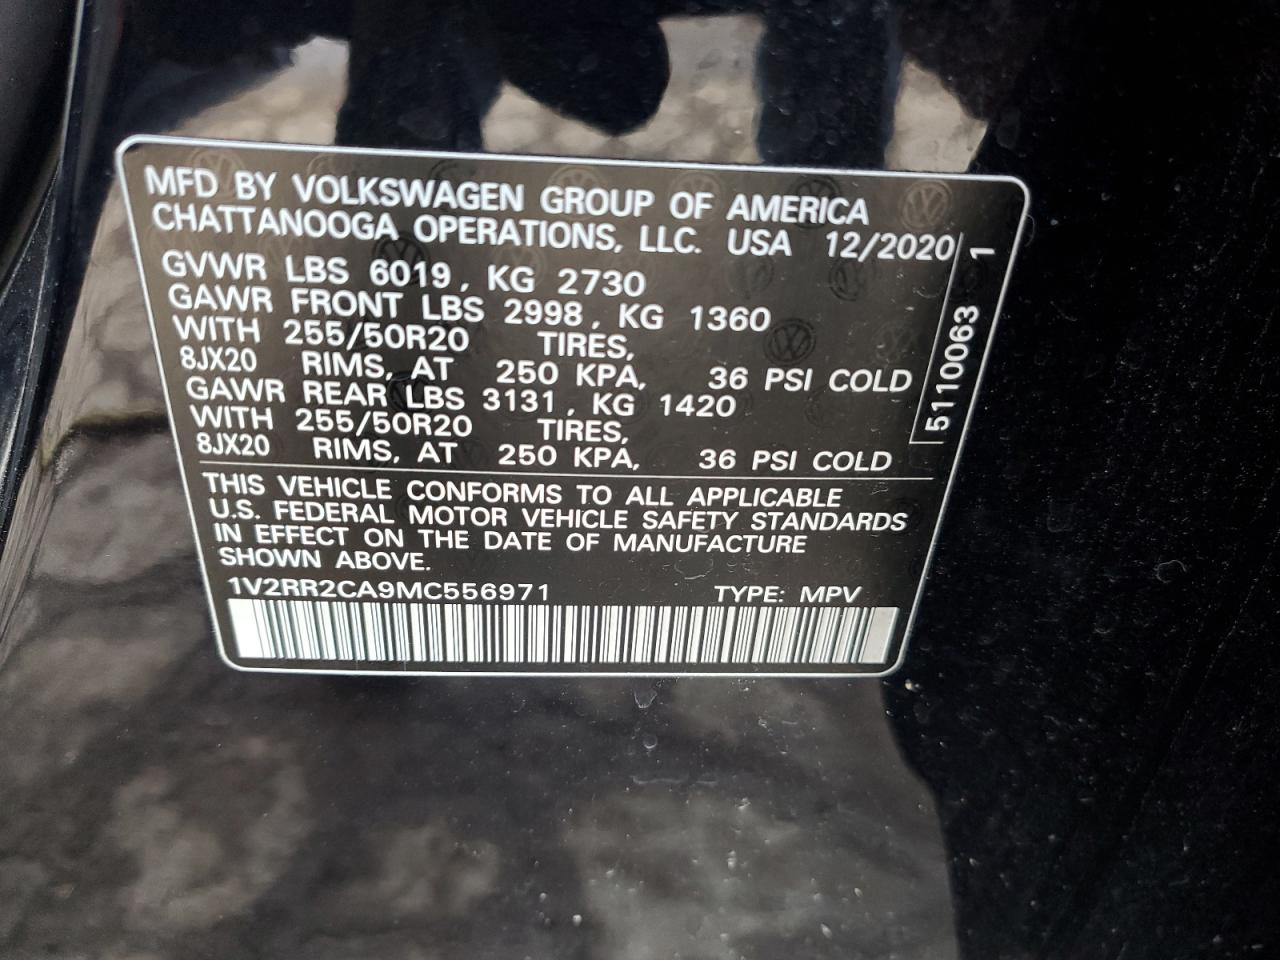 MFD BY VOLKSWAGEN GROUP OF AMERICA
CHATTANOOGA OPERATIONS, LLC. USA 12/2020
GVWR LBS 6019, KG 2730
GAWR FRONT LBS 2998, KG 1360
WITH 255/50R20 TIRES,
8JX20 RIMS, AT 250 KPA, 36 PSI COLD
GAWR REAR LBS 3131, KG 1420
WITH 255/50R20 TIRES,
8JX20 RIMS, AT 250 KPA, 36 PSI COLD
5110063 1
THIS VEHICLE CONFORMS TO ALL APPLICABLE
U.S. FEDERAL MOTOR VEHICLE SAFETY STANDARDS
IN EFFECT ON THE DATE OF MANUFACTURE
SHOWN ABOVE.
1V2RR2CA9MC556971 TYPE: MPV